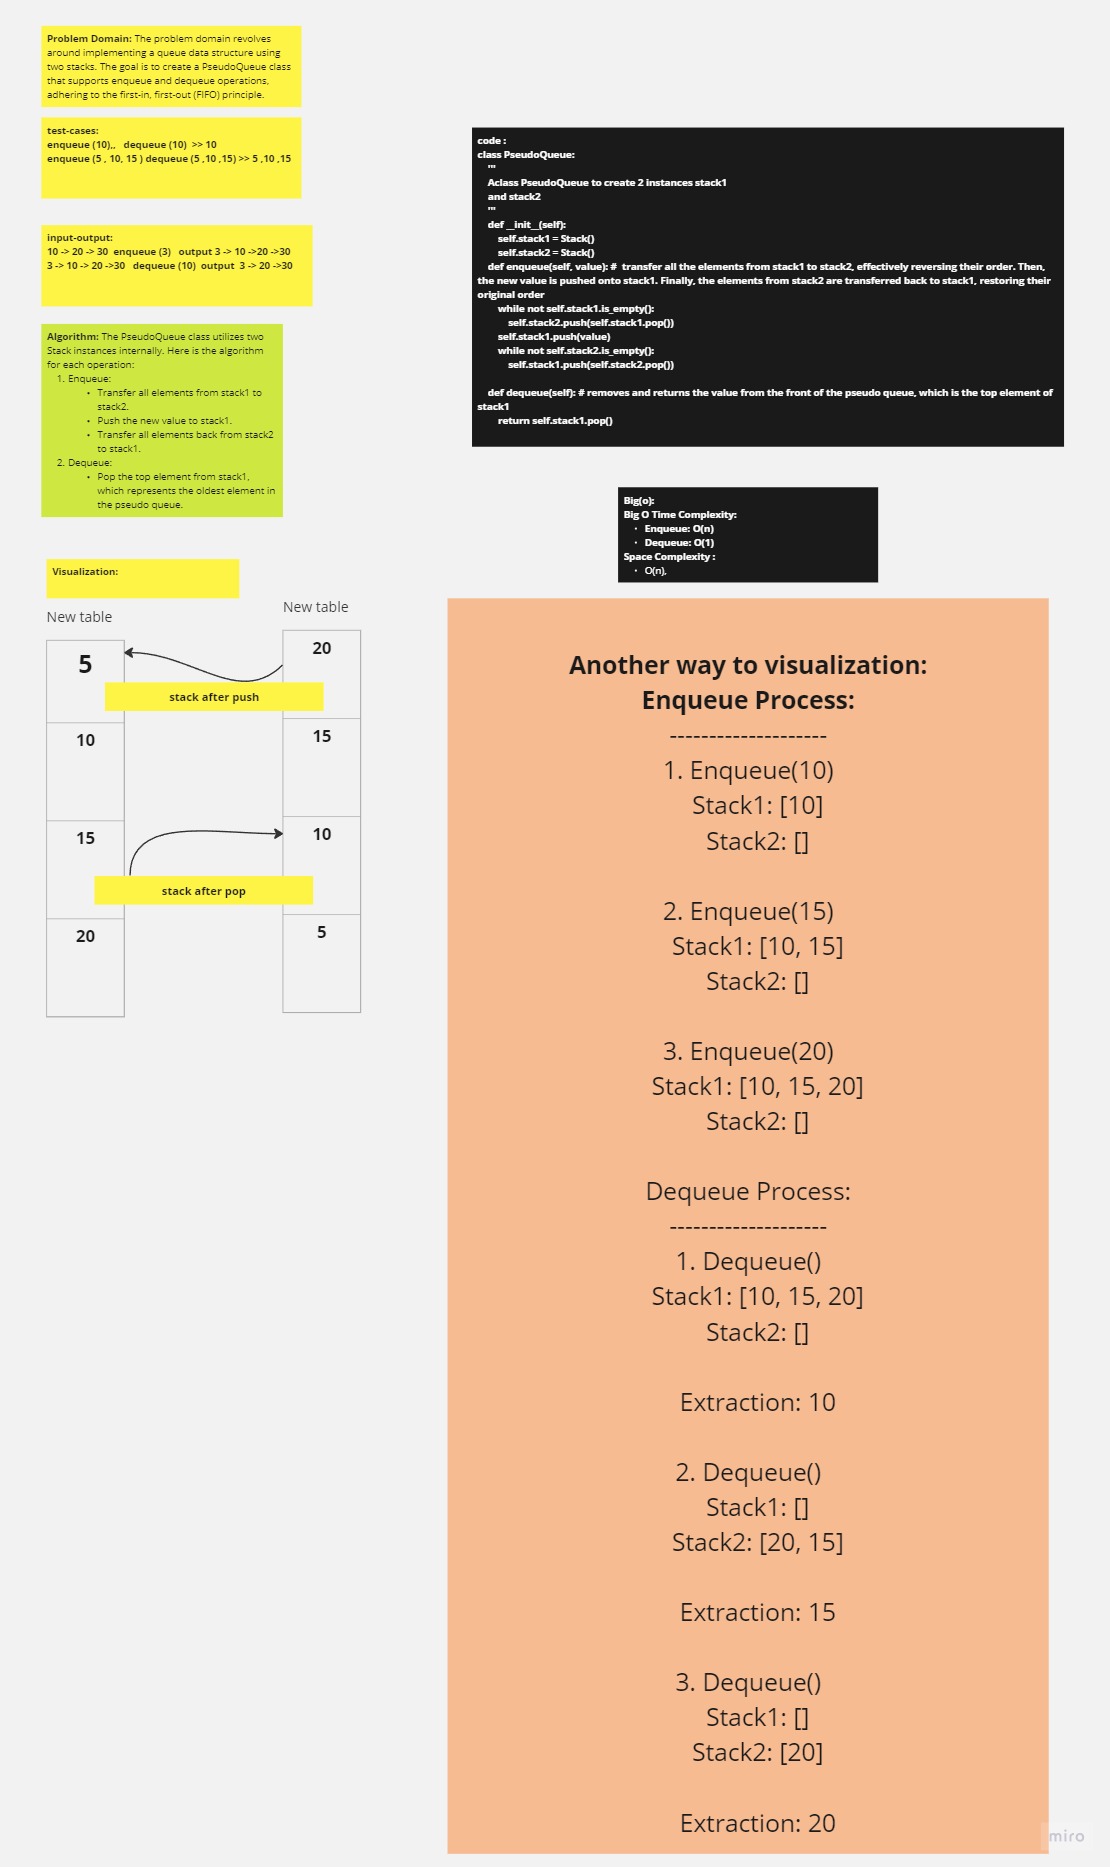 Problem Domain: The problem domain revolves
around implementing a queue data structure using
two stacks. The goal is to create a PseudoQueue class
that supports enqueue and dequeue operations,
adhering to the first-in, first-out (FIFO) principle.
test-cases:
enqueue (10),, dequeue (10) >> 10
enqueue (5 , 10, 15 ) dequeue (5 ,10 ,15) >> 5 ,10 ,15
input-output:
10 -> 20 -> 30 enqueue (3) output 3 -> 10 ->20 ->30
3 -> 10 -> 20 ->30 dequeue (10) output 3 -> 20 ->30
Algorithm: The PseudoQueue class utilizes two
Stack instances internally. Here is the algorithm
for each operation:
1. Enqueue:
• Transfer all elements from stack1 to
stack2.
• Push the new value to stack1.
• Transfer all elements back from stack2
to stack1.
2. Dequeue:
• Pop the top element from stack1,
which represents the oldest element in
the pseudo queue.
Visualization:
New table
5
10
15
20
New table
20
15
10
5
stack after push
stack after pop
code :
class PseudoQueue:
'''
Aclass PseudoQueue to create 2 instances stack1
and stack2
'''
def __init__(self):
self.stack1 = Stack()
self.stack2 = Stack()
def enqueue(self, value): # transfer all the elements from stack1 to stack2, effectively reversing their order. Then,
the new value is pushed onto stack1. Finally, the elements from stack2 are transferred back to stack1, restoring their
original order
while not self.stack1.is_empty():
self.stack2.push(self.stack1.pop())
self.stack1.push(value)
while not self.stack2.is_empty():
self.stack1.push(self.stack2.pop())
def dequeue(self): # removes and returns the value from the front of the pseudo queue, which is the top element of
stack1
return self.stack1.pop()
Big(o):
Big O Time Complexity:
• Enqueue: O(n)
• Dequeue: O(1)
Space Complexity :
• O(n),
Another way to visualization:
Enqueue Process:
--------------------
1. Enqueue(10)
Stack1: [10]
Stack2: []
2. Enqueue(15)
Stack1: [10, 15]
Stack2: []
3. Enqueue(20)
Stack1: [10, 15, 20]
Stack2: []
Dequeue Process:
--------------------
1. Dequeue()
Stack1: [10, 15, 20]
Stack2: []
Extraction: 10
2. Dequeue()
Stack1: []
Stack2: [20, 15]
Extraction: 15
3. Dequeue()
Stack1: []
Stack2: [20]
Extraction: 20
miro